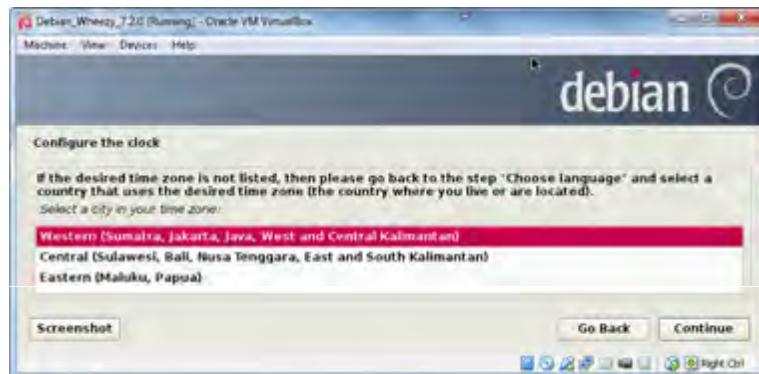 Debian_Wheezy_7.2.0 [Running] - Oracle VM VirtualBox
Machine View Devices Help
debian
Configure the clock
If the desired time zone is not listed, then please go back to the step "Choose language" and select a
country that uses the desired time zone (the country where you live or are located).
Select a city in your time zone:
Western (Sumatra, Jakarta, Java, West and Central Kalimantan)
Central (Sulawesi, Bali, Nusa Tenggara, East and South Kalimantan)
Eastern (Maluku, Papua)
Screenshot
Go Back Continue
Right Ctrl